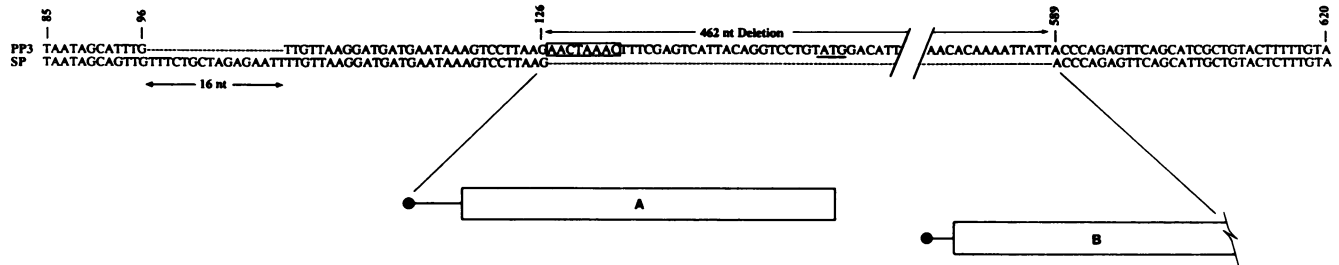 85 96 126 589 620
462 nt Deletion
PP3 TAATAGCATTTG----------------TTGTTAAGGATGATGAATAAAGTCCTTAAGAACTAAACTTTCGAGTCATTACAGGTCCTGTATGGACATT AACACAAAATTATTACCCAGAGTTCAGCATCGCTGTACTTTTTGTA
SP TAATAGCAGTTGTTTCTGCTAGAGAATTTTGTTAAGGATGATGAATAAAGTCCTTAAG ACCCAGAGTTCAGCATTGCTGTACTCTTTGTA
16 nt
A
B